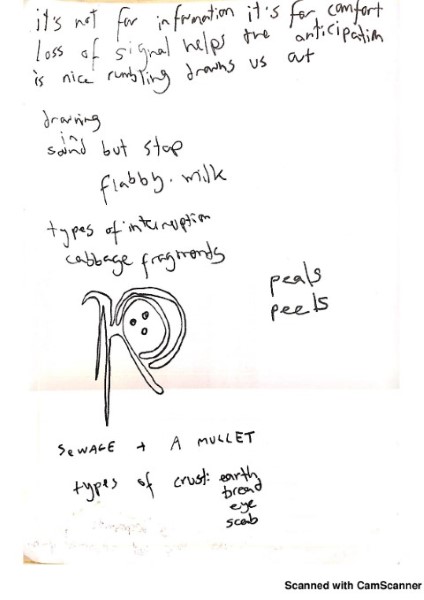 it's not for information it's for comfort
loss of signal helps the anticipation
is nice rumbling drowns us out
drowning
in
sound but stop
flabby. milk
types of interruption
cabbage fragments
peals
peels
SEWAGE + A MULLET
types of crust: earth
bread
eye
scab
Scanned with CamScanner